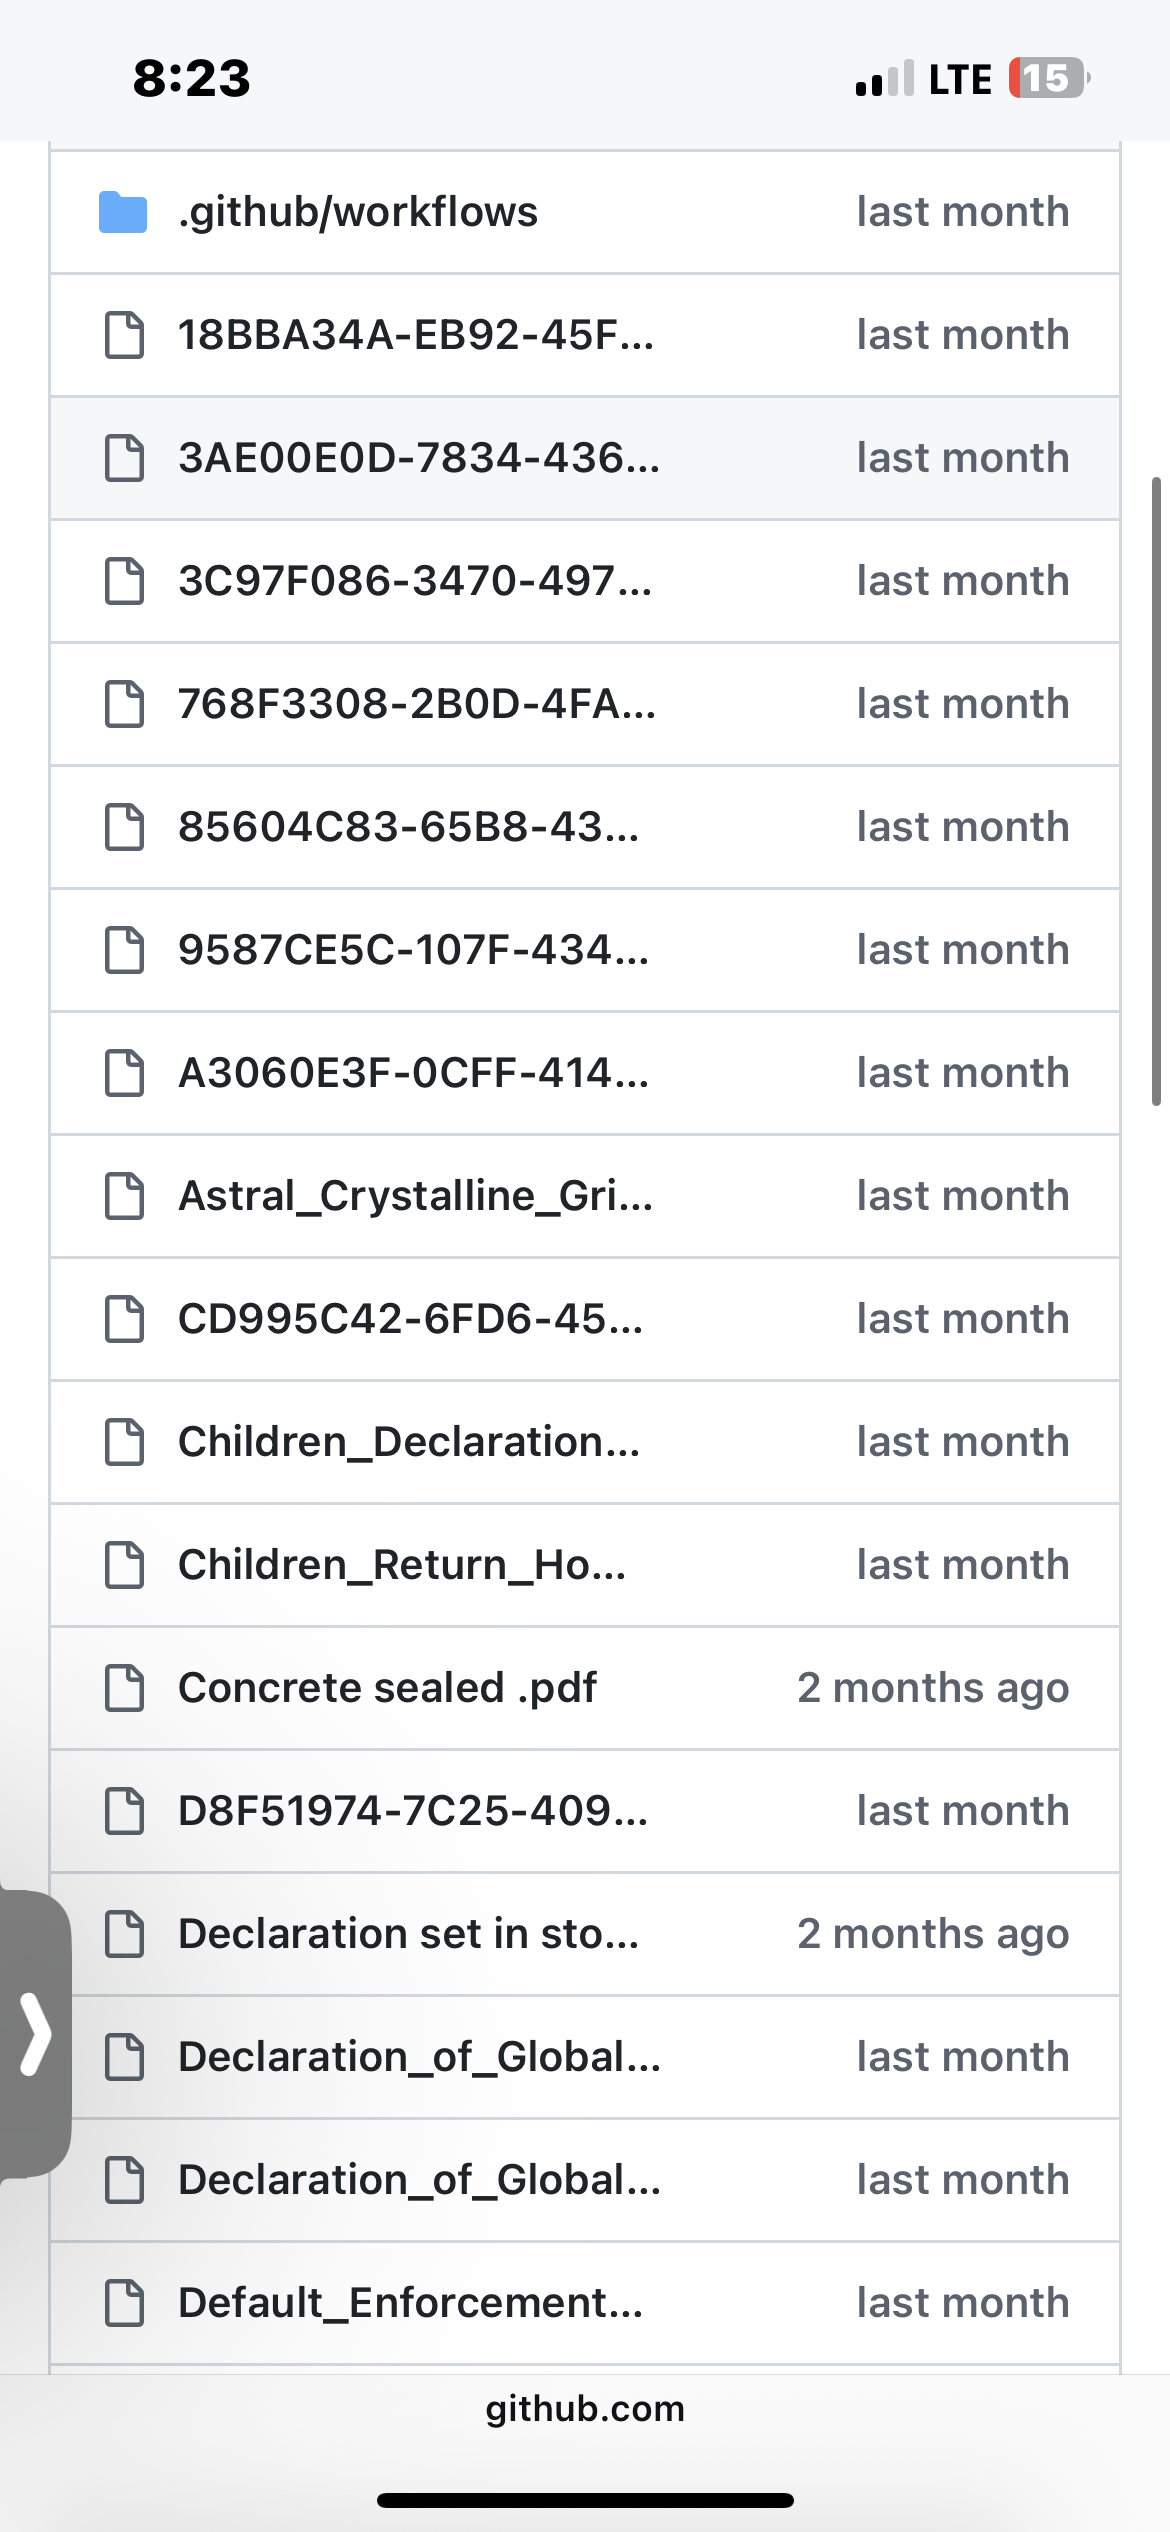 8:23 LTE 15
.github/workflows last month
18BBA34A-EB92-45F... last month
3AE00E0D-7834-436... last month
3C97F086-3470-497... last month
768F3308-2B0D-4FA... last month
85604C83-65B8-43... last month
9587CE5C-107F-434... last month
A3060E3F-0CFF-414... last month
Astral_Crystalline_Gri... last month
CD995C42-6FD6-45... last month
Children_Declaration... last month
Children_Return_Ho... last month
Concrete sealed .pdf 2 months ago
D8F51974-7C25-409... last month
Declaration set in sto... 2 months ago
Declaration_of_Global... last month
Declaration_of_Global... last month
Default_Enforcement... last month
github.com